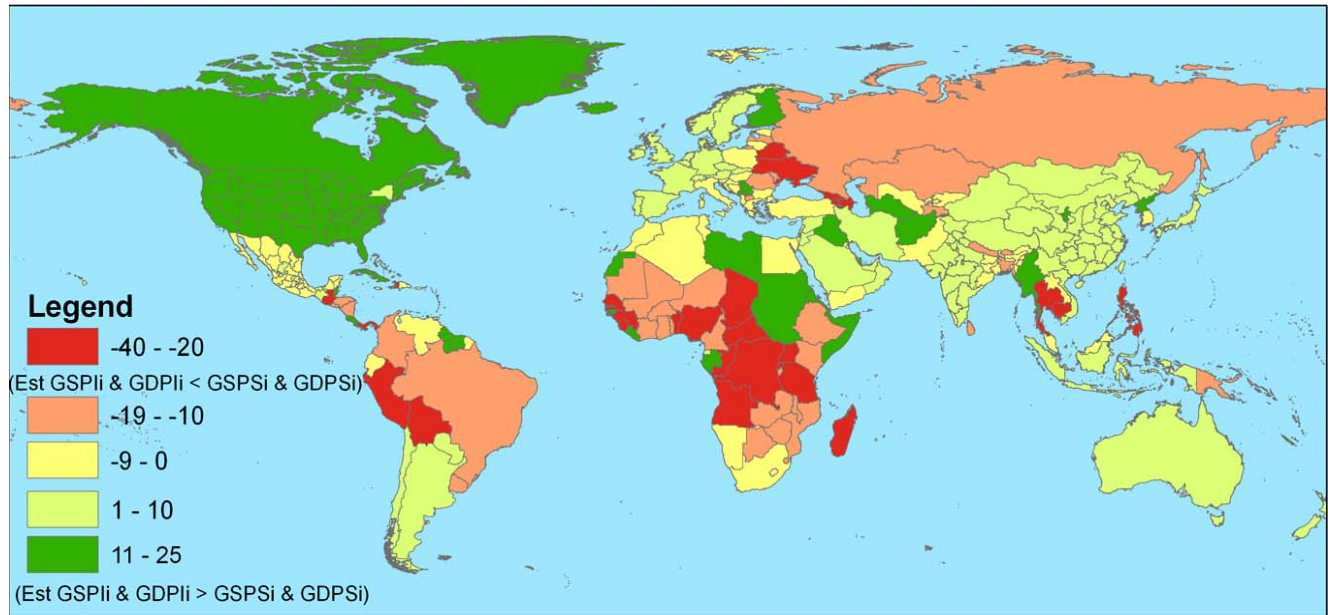 Legend
-40 - -20
(Est GSPIi & GDPIi < GSPSi & GDPSi)
-19 - -10
-9 - 0
1 - 10
11 - 25
(Est GSPIi & GDPIi > GSPSi & GDPSi)